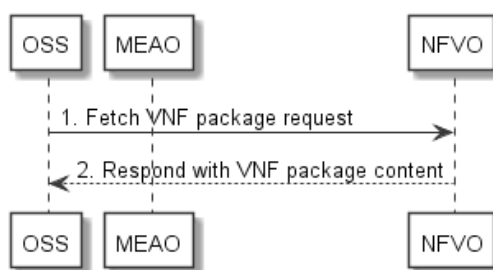 OSS
MEAO
NFVO
1. Fetch VNF package request
2. Respond with VNF package content
OSS
MEAO
NFVO